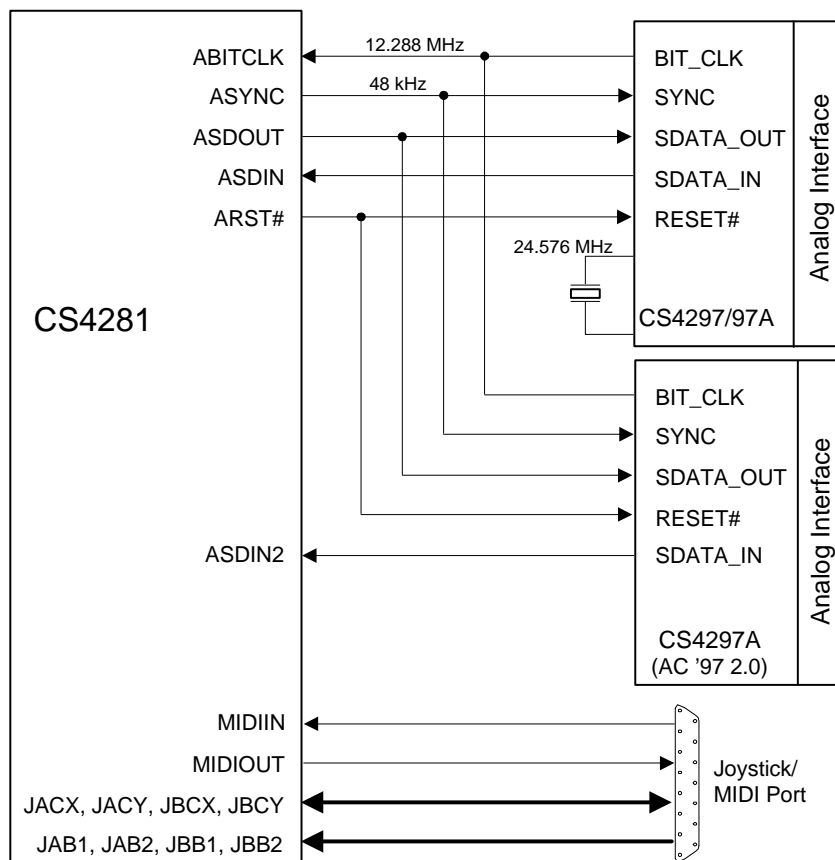 ABITCLK
12.288 MHz
BIT_CLK
ASYNC
48 kHz
SYNC
ASDOUT
SDATA_OUT
ASDIN
SDATA_IN
ARST#
RESET#
24.576 MHz
CS4281
CS4297/97A
Analog Interface
BIT_CLK
SYNC
SDATA_OUT
RESET#
ASDIN2
SDATA_IN
CS4297A
(AC '97 2.0)
Analog Interface
MIDIIN
MIDIOUT
JACX, JACY, JBCX, JBCY
JAB1, JAB2, JBB1, JBB2
Joystick/
MIDI Port